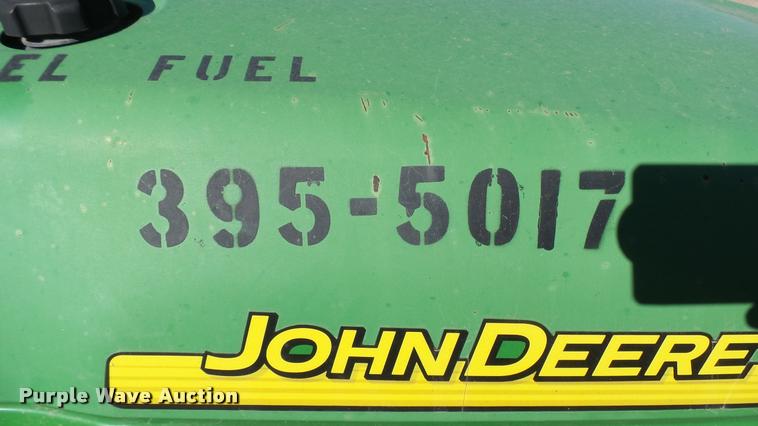 EL FUEL
395-5017
JOHN DEERE
Purple Wave Auction